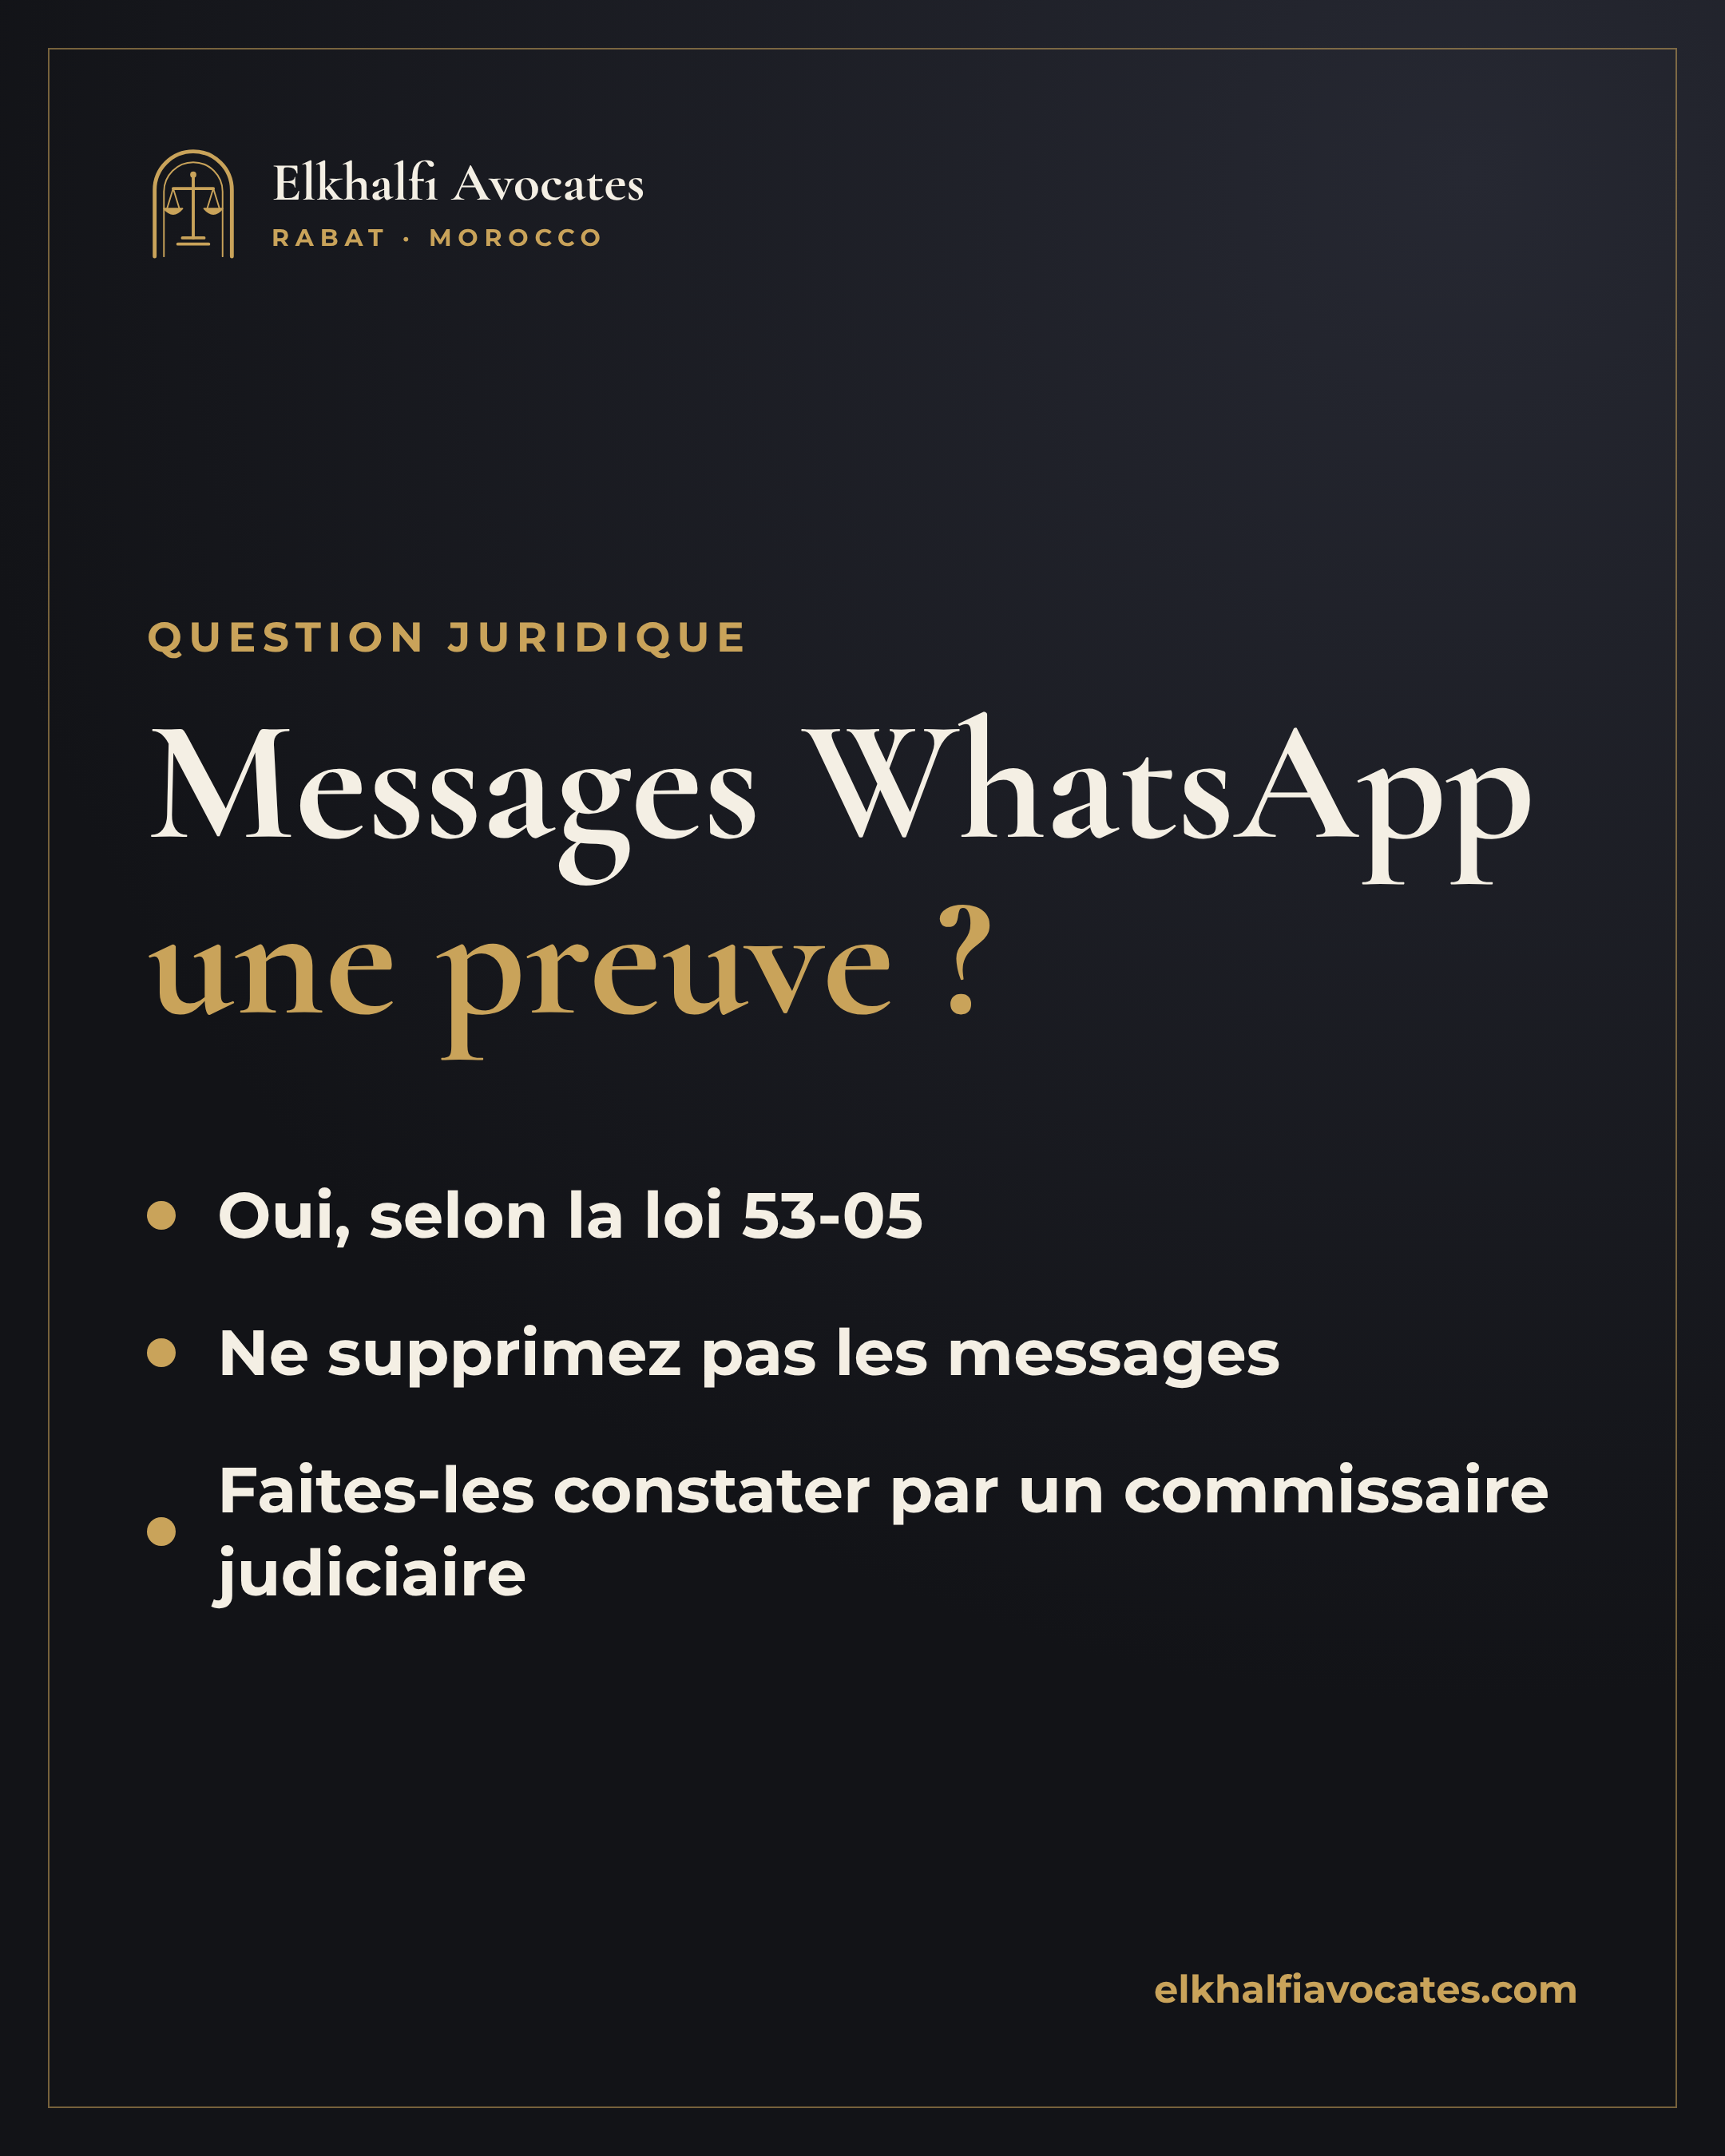 Elkhalfi Avocates
RABAT · MOROCCO
QUESTION JURIDIQUE
Messages WhatsApp
une preuve ?
Oui, selon la loi 53-05
Ne supprimez pas les messages
Faites-les constater par un commissaire
judiciaire
elkhalfiavocates.com